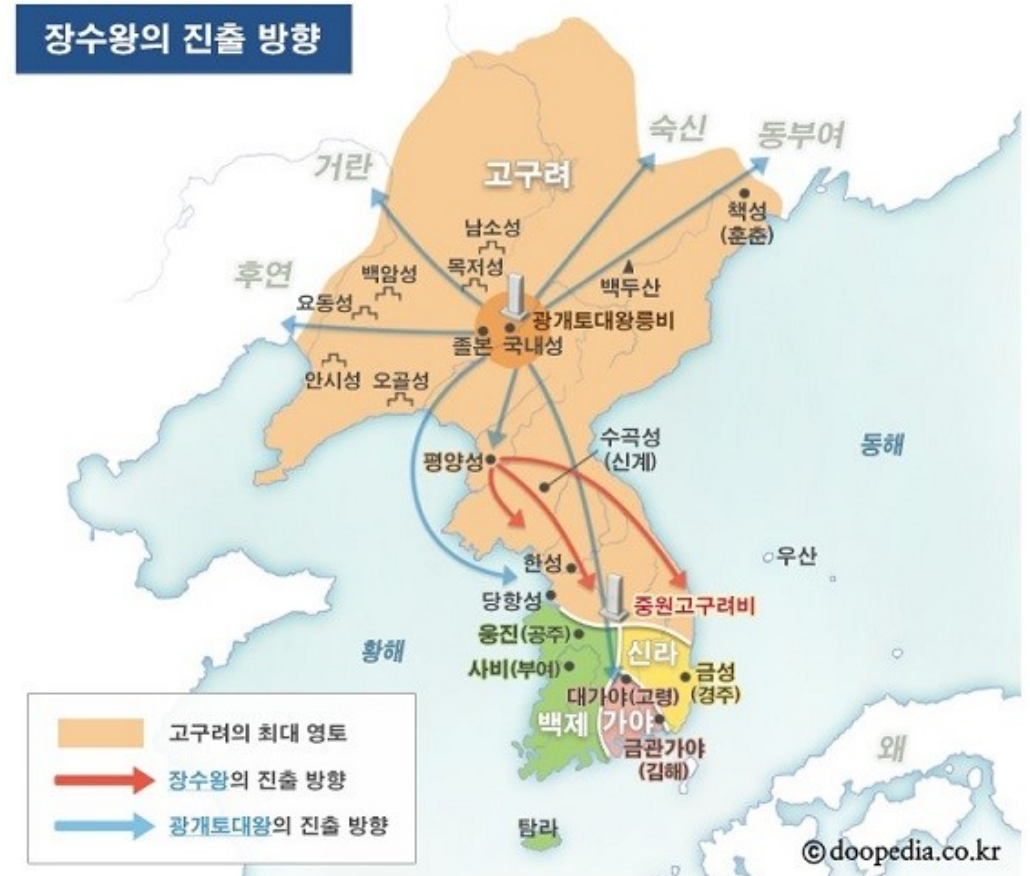 장수왕의 진출 방향
숙신
동부여
거란
고구려
책성
(훈춘)
남소성
목저성
백암성
백두산
후연
요동성
광개토대왕릉비
졸본
국내성
안시성
오골성
수곡성
(신계)
동해
평양성
우산
한성
당항성
중원고구려비
웅진(공주)
신라
황해
사비(부여)
금성
(경주)
대가야(고령)
백제
가야
금관가야
(김해)
왜
고구려의 최대 영토
장수왕의 진출 방향
광개토대왕의 진출 방향
탐라
©doopedia.co.kr